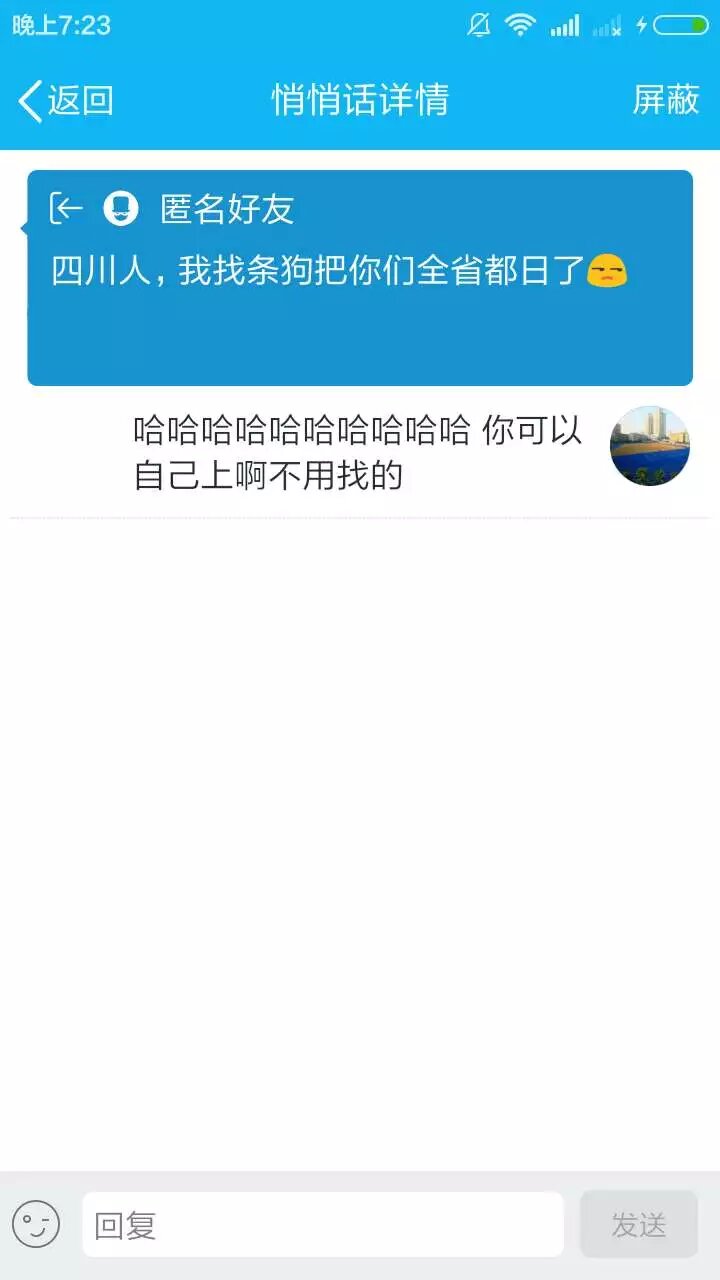 晚上7:23
返回 悄悄话详情 屏蔽
匿名好友
四川人，我找条狗把你们全省都日了😒
哈哈哈哈哈哈哈哈哈哈 你可以
自己上啊不用找的
回复 发送